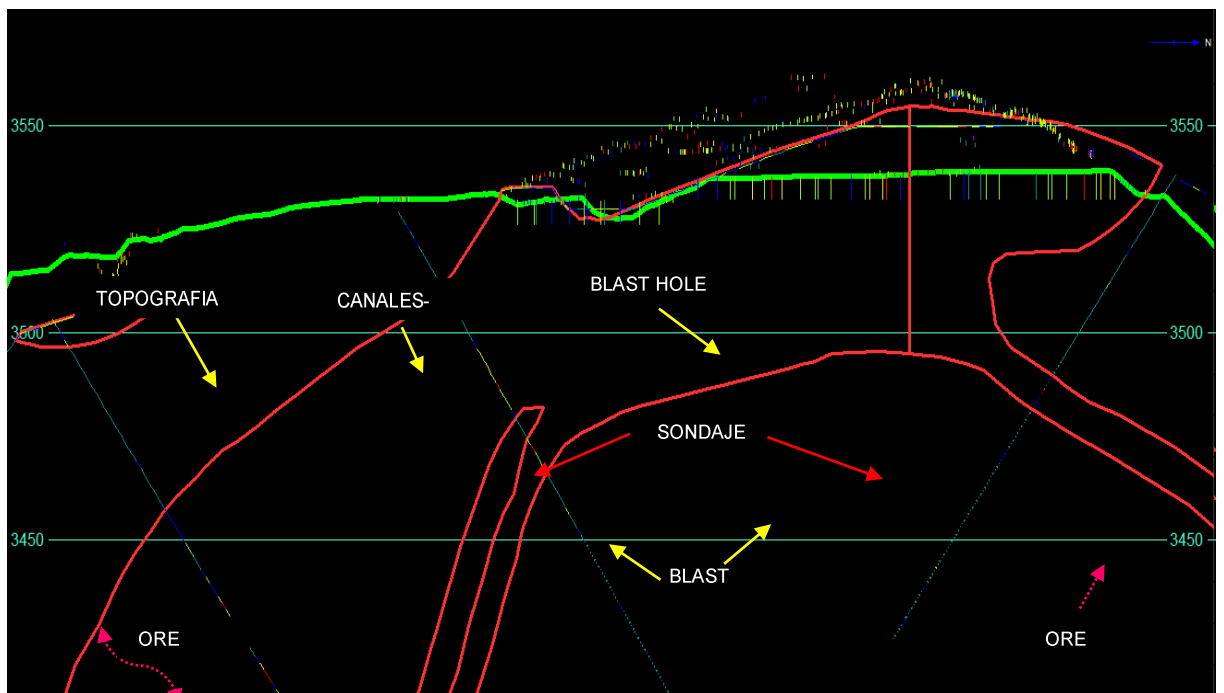 N
3550 3550
BLAST HOLE
TOPOGRAFIA
CANALES-
3500 3500
SONDAJE
3450 3450
BLAST
ORE
ORE